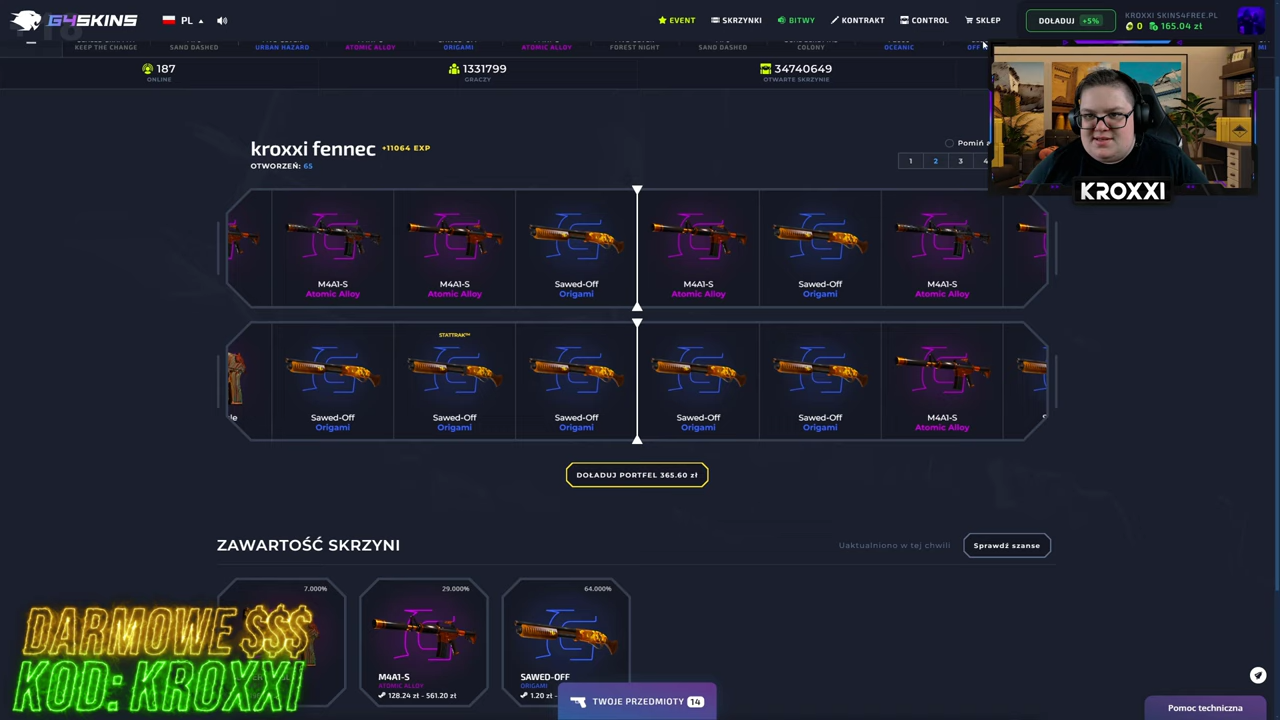 +18
G4SKINS
PL
EVENT
SKRZYNKI
BITWY
KONTRAKT
CONTROL
SKLEP
DOŁADUJ +5%
KROXXI SKINS4FREE.PL
0 165.04 zł
KEEP THE CHANGE
SAND DASHED
URBAN HAZARD
ATOMIC ALLOY
ORIGAMI
ATOMIC ALLOY
FOREST NIGHT
SAND DASHED
COLONY
OCEANIC
OFF
187
ONLINE
1331799
GRACZY
34740649
OTWARTE SKRZYNIE
kroxxi fennec +11064 EXP
OTWORZEŃ: 65
Pomiń
1 2 3 4
KROXXI
M4A1-S
Atomic Alloy
M4A1-S
Atomic Alloy
Sawed-Off
Origami
M4A1-S
Atomic Alloy
Sawed-Off
Origami
M4A1-S
Atomic Alloy
STATTRAK™
Sawed-Off
Origami
Sawed-Off
Origami
Sawed-Off
Origami
Sawed-Off
Origami
Sawed-Off
Origami
M4A1-S
Atomic Alloy
DOŁADUJ PORTFEL 365.60 zł
ZAWARTOŚĆ SKRZYNI
Uaktualniono w tej chwili
Sprawdź szanse
7.000%
29.000%
M4A1-S
ATOMIC ALLOY
128.24 zł - 561.20 zł
64.000%
SAWED-OFF
ORIGAMI
1.20 zł -
DARMOWE $$$
KOD: KROXXI
TWOJE PRZEDMIOTY 14
Pomoc techniczna